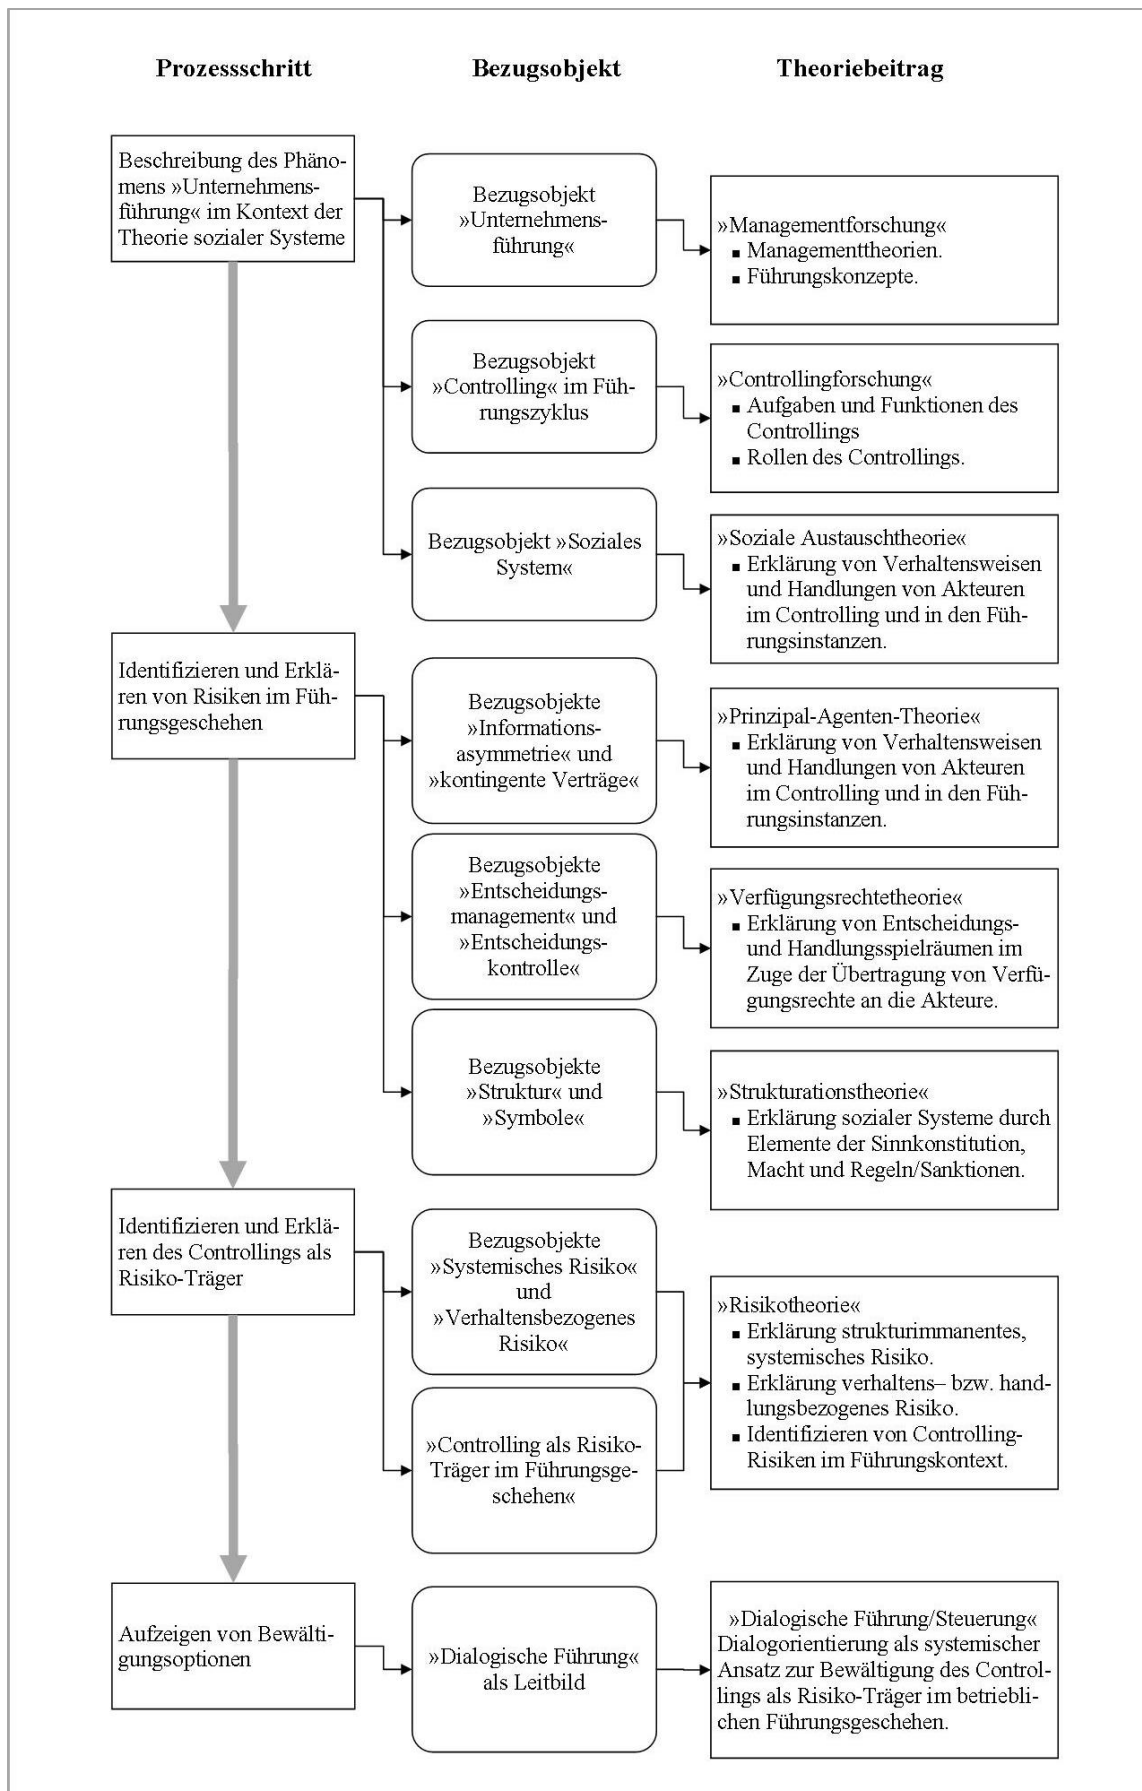 Prozessschritt
Bezugsobjekt
Theoriebeitrag
Beschreibung des Phäno-
mens »Unternehmens-
führung« im Kontext der
Theorie sozialer Systeme
Bezugsobjekt
»Unternehmens-
führung«
»Managementforschung«
▪ Managementtheorien.
▪ Führungskonzepte.
Bezugsobjekt
»Controlling« im Füh-
rungszyklus
»Controllingforschung«
▪ Aufgaben und Funktionen des
Controllings
▪ Rollen des Controllings.
Bezugsobjekt »Soziales
System«
»Soziale Austauschtheorie«
▪ Erklärung von Verhaltensweisen
und Handlungen von Akteuren
im Controlling und in den Füh-
rungsinstanzen.
Identifizieren und Erklä-
ren von Risiken im Füh-
rungsgeschehen
Bezugsobjekte
»Informations-
asymmetrie« und
»kontingente Verträge«
»Prinzipal-Agenten-Theorie«
▪ Erklärung von Verhaltensweisen
und Handlungen von Akteuren
im Controlling und in den Füh-
rungsinstanzen.
Bezugsobjekte
»Entscheidungs-
management« und
»Entscheidungs-
kontrolle«
»Verfügungsrechtetheorie«
▪ Erklärung von Entscheidungs-
und Handlungsspielräumen im
Zuge der Übertragung von Verfü-
gungsrechte an die Akteure.
Bezugsobjekte
»Struktur« und
»Symbole«
»Strukturationstheorie«
▪ Erklärung sozialer Systeme durch
Elemente der Sinnkonstitution,
Macht und Regeln/Sanktionen.
Identifizieren und Erklä-
ren des Controllings als
Risiko-Träger
Bezugsobjekte
»Systemisches Risiko«
und
»Verhaltensbezogenes
Risiko«
»Controlling als Risiko-
Träger im Führungsge-
schehen«
»Risikotheorie«
▪ Erklärung strukturimmanentes,
systemisches Risiko.
▪ Erklärung verhaltens– bzw. hand-
lungsbezogenes Risiko.
▪ Identifizieren von Controlling-
Risiken im Führungskontext.
Aufzeigen von Bewälti-
gungsoptionen
»Dialogische Führung«
als Leitbild
»Dialogische Führung/Steuerung«
Dialogorientierung als systemischer
Ansatz zur Bewältigung des Control-
lings als Risiko-Träger im betriebli-
chen Führungsgeschehen.